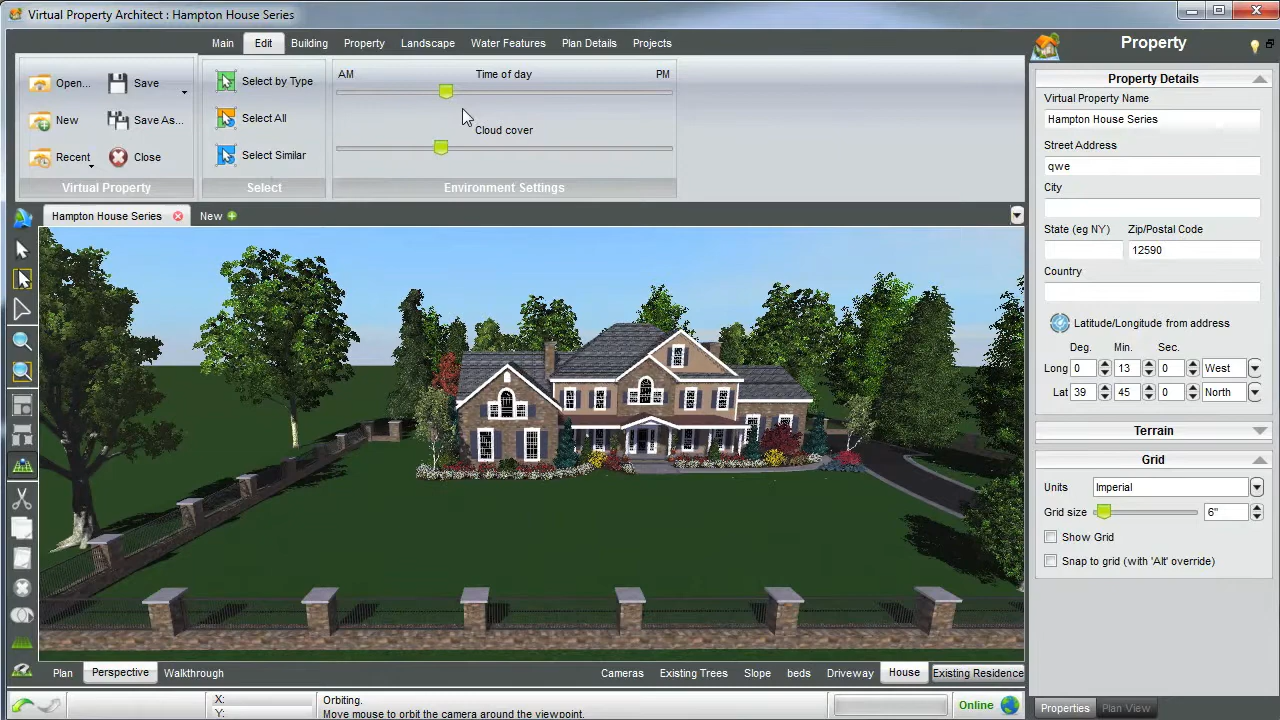 Virtual Property Architect : Hampton House Series
Main Edit Building Property Landscape Water Features Plan Details Projects
Open... Save
New Save As...
Recent Close
Virtual Property
Select by Type
Select All
Select Similar
Select
AM Time of day PM
Cloud cover
Environment Settings
Hampton House Series New
Property
Property Details
Virtual Property Name
Hampton House Series
Street Address
qwe
City
State (eg NY) Zip/Postal Code
12590
Country
Latitude/Longitude from address
Deg. Min. Sec.
Long 0 13 0 West
Lat 39 45 0 North
Terrain
Grid
Units Imperial
Grid size 6"
Show Grid
Snap to grid (with 'Alt' override)
Plan Perspective Walkthrough Cameras Existing Trees Slope beds Driveway House Existing Residence
X:
Y:
Orbiting.
Move mouse to orbit the camera around the viewpoint.
Online
Properties Plan View